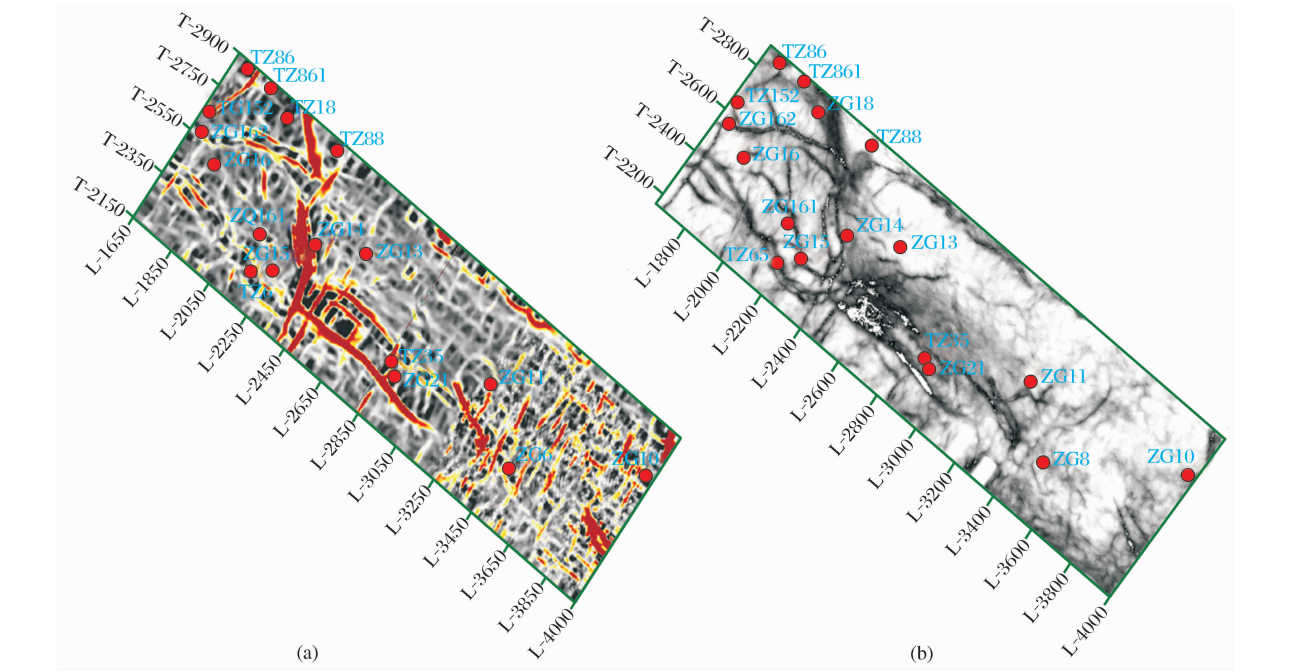 T-2900
T-2750
T-2550
T-2350
T-2150
TZ86
TZ861
TZ18
TZ88
ZG162
ZG16
ZG161
ZG14
ZG13
ZG15
TZ35
ZG21
ZG11
ZG6
ZG10
L-1650
L-1850
L-2050
L-2250
L-2450
L-2650
L-2850
L-3050
L-3250
L-3450
L-3650
L-3850
L-4000
(a)
T-2800
T-2600
T-2400
T-2200
TZ86
TZ861
TZ152
ZG18
ZG162
TZ88
ZG16
ZG161
ZG14
ZG13
ZG15
TZ65
TZ35
ZG21
ZG11
ZG8
ZG10
L-1800
L-2000
L-2200
L-2400
L-2600
L-2800
L-3000
L-3200
L-3400
L-3600
L-3800
L-4000
(b)